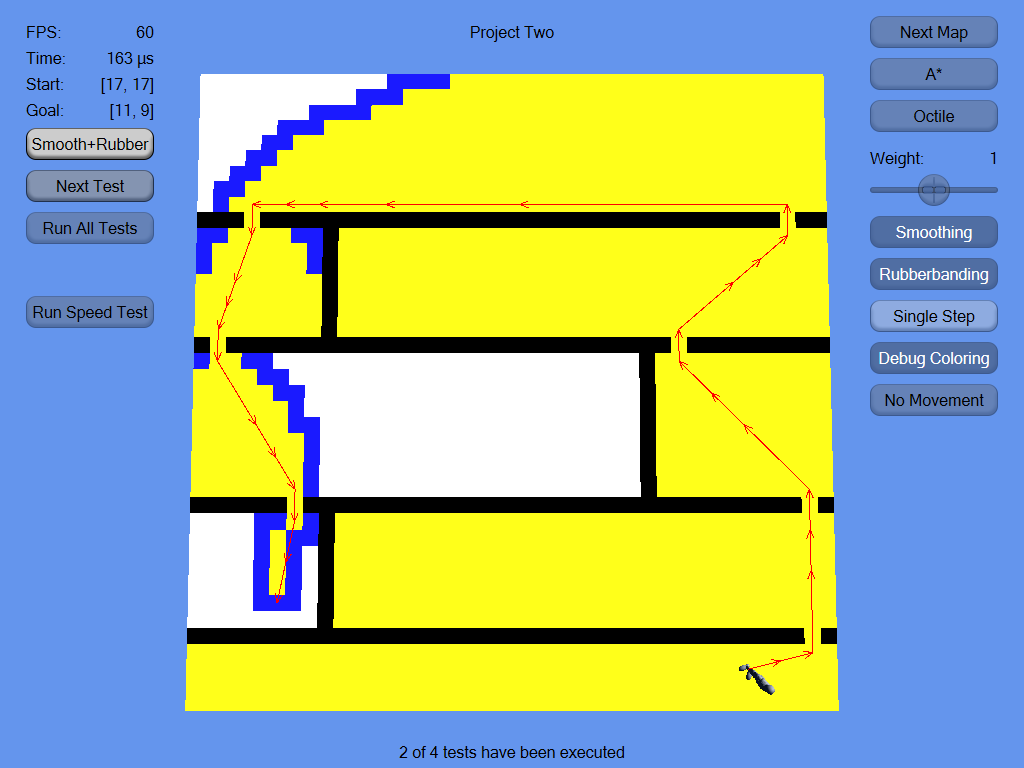 FPS: 60
Time: 163 µs
Start: [17, 17]
Goal: [11, 9]
Smooth+Rubber
Next Test
Run All Tests
Run Speed Test
Project Two
Next Map
A*
Octile
Weight: 1
Smoothing
Rubberbanding
Single Step
Debug Coloring
No Movement
2 of 4 tests have been executed